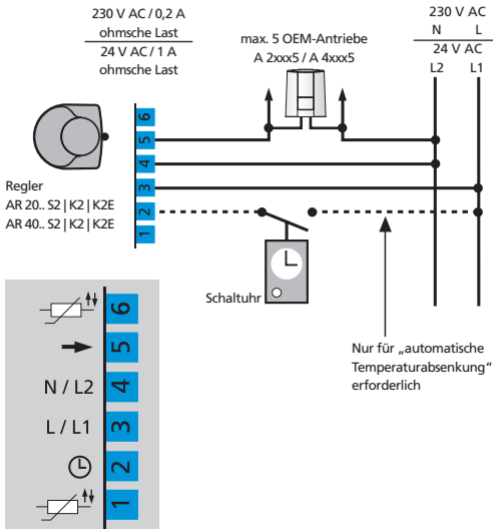 230 V AC / 0,2 A
ohmsche Last
24 V AC / 1 A
ohmsche Last
max. 5 OEM-Antriebe
A 2xxx5 / A 4xxx5
230 V AC
N L
24 V AC
L2 L1
6
5
4
3
2
1
Regler
AR 20.. S2 | K2 | K2E
AR 40.. S2 | K2 | K2E
Schaltuhr
Nur für „automatische
Temperaturabsenkung“
erforderlich
6
5
N / L2 4
L / L1 3
2
1